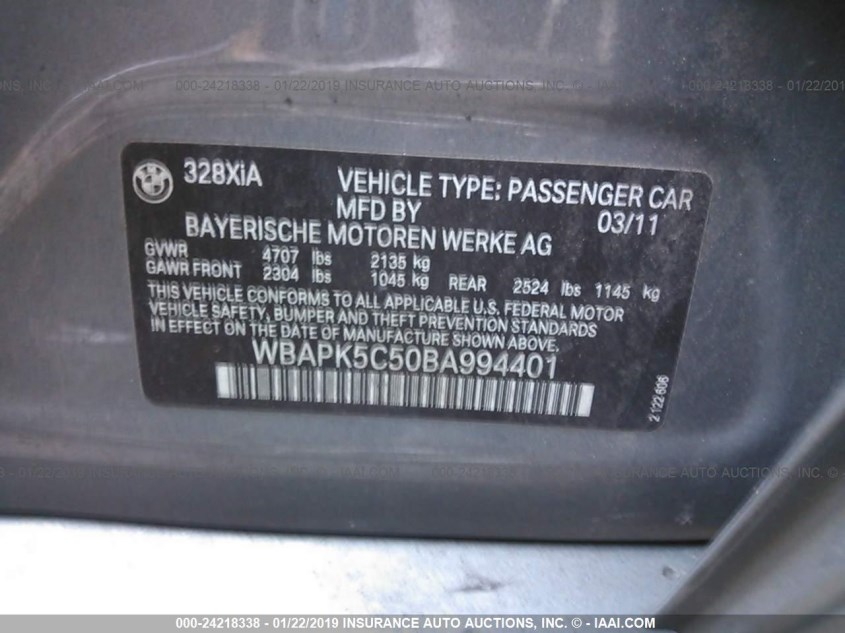 000-24218338 - 01/22/2019 INSURANCE AUTO AUCTIONS, INC. © - IAAI.COM
BMW
328XiA
VEHICLE TYPE: PASSENGER CAR
MFD BY
03/11
BAYERISCHE MOTOREN WERKE AG
GVWR 4707 lbs 2135 kg
GAWR FRONT 2304 lbs 1045 kg REAR 2524 lbs 1145 kg
THIS VEHICLE CONFORMS TO ALL APPLICABLE U.S. FEDERAL MOTOR
VEHICLE SAFETY, BUMPER AND THEFT PREVENTION STANDARDS
IN EFFECT ON THE DATE OF MANUFACTURE SHOWN ABOVE.
WBAPK5C50BA994401
2 122 606
000-24218338 - 01/22/2019 INSURANCE AUTO AUCTIONS, INC. © - IAAI.COM